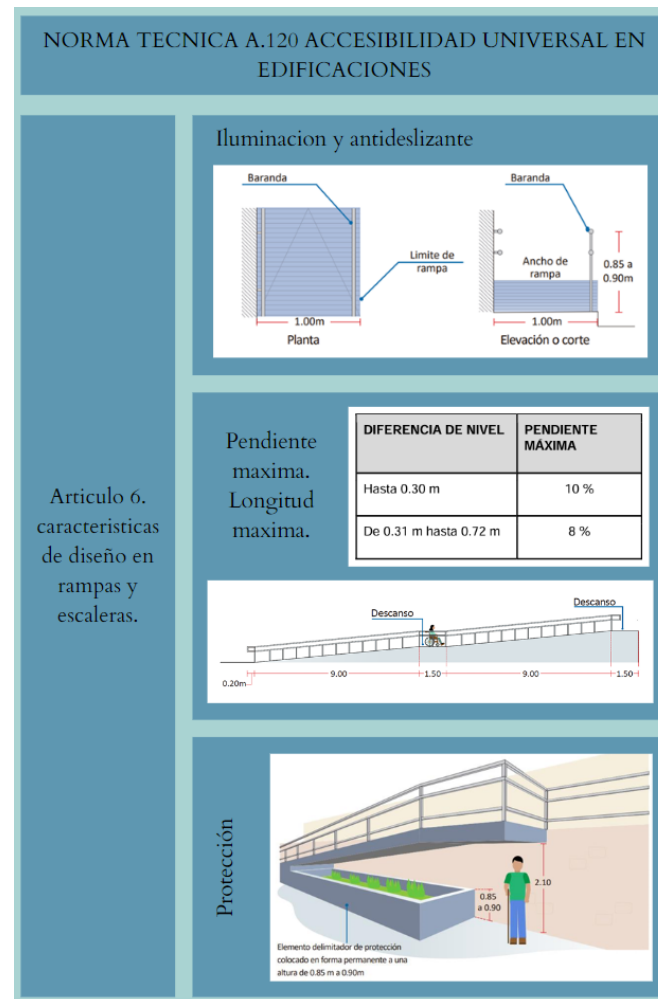 NORMA TECNICA A.120 ACCESIBILIDAD UNIVERSAL EN
EDIFICACIONES
Articulo 6.
caracteristicas
de diseño en
rampas y
escaleras.
Iluminacion y antideslizante
Baranda
Limite de
rampa
1.00m
Planta
Baranda
Ancho de
rampa
0.85 a
0.90m
1.00m
Elevación o corte
Pendiente
maxima.
Longitud
maxima.
DIFERENCIA DE NIVEL
PENDIENTE
MÁXIMA
Hasta 0.30 m
10 %
De 0.31 m hasta 0.72 m
8 %
Descanso
Descanso
0.20m
9.00
1.50
9.00
1.50
Protección
0.85
a 0.90
2.10
Elemento delimitador de protección
colocado en forma permanente a una
altura de 0.85 m a 0.90m